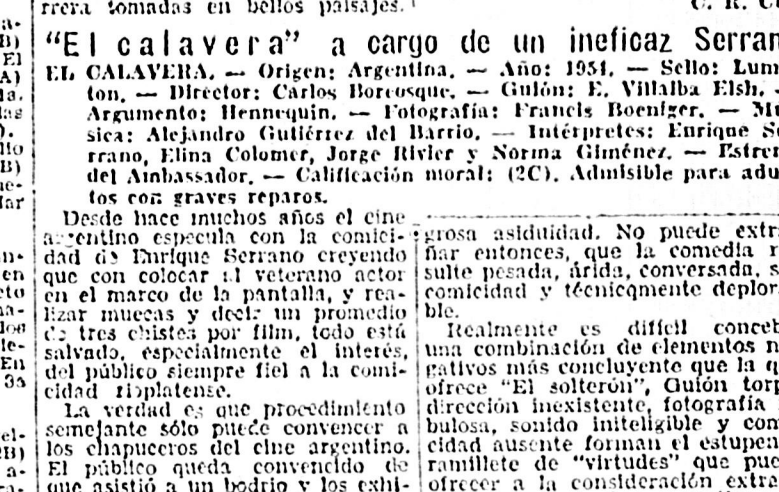 rrera tomadas en bellos paisajes.
C. R.
"El calavera" a cargo de un ineficaz Serran
EL CALAVERA. — Origen: Argentina. — Año: 1954. — Sello: Lum
ton. — Director: Carlos Borcosque. — Guión: E. Villalba Elsh. —
Argumento: Hennequin. — Fotografía: Francis Boeniger. — Mú
sica: Alejandro Gutiérrez del Barrio. — Intérpretes: Enrique Se
rrano, Elina Colomer, Jorge Rivier y Norma Giménez. — Estren
del Ambassador. — Calificación moral: (2C). Admisible para adu
tos con graves reparos.
Desde hace muchos años el cine
argentino especula con la comici-
dad de Enrique Serrano creyendo
que con colocar al veterano actor
en el marco de la pantalla, y rea-
lizar muecas y decir un promedio
de tres chistes por film, todo está
salvado, especialmente el interés,
del público siempre fiel a la comi-
cidad rioplatense.
La verdad es que procedimiento
semejante sólo puede convencer a
los chapuceros del cine argentino.
El público queda convencido de
que asistió a un bodrio y los exhi-
grosa asiduidad. No puede extra
ñar entonces, que la comedia r
sulte pesada, árida, conversada, s
comicidad y técnicqmente deplor
ble.
Realmente es difícil conceb
una combinación de elementos n
gativos más concluyente que la q
ofrece "El solterón", Guión torp
dirección inexistente, fotografía
bulosa, sonido initeligible y com
cidad ausente forman el estupen
ramillete de "virtudes" que pue
ofrecer a la consideración extra